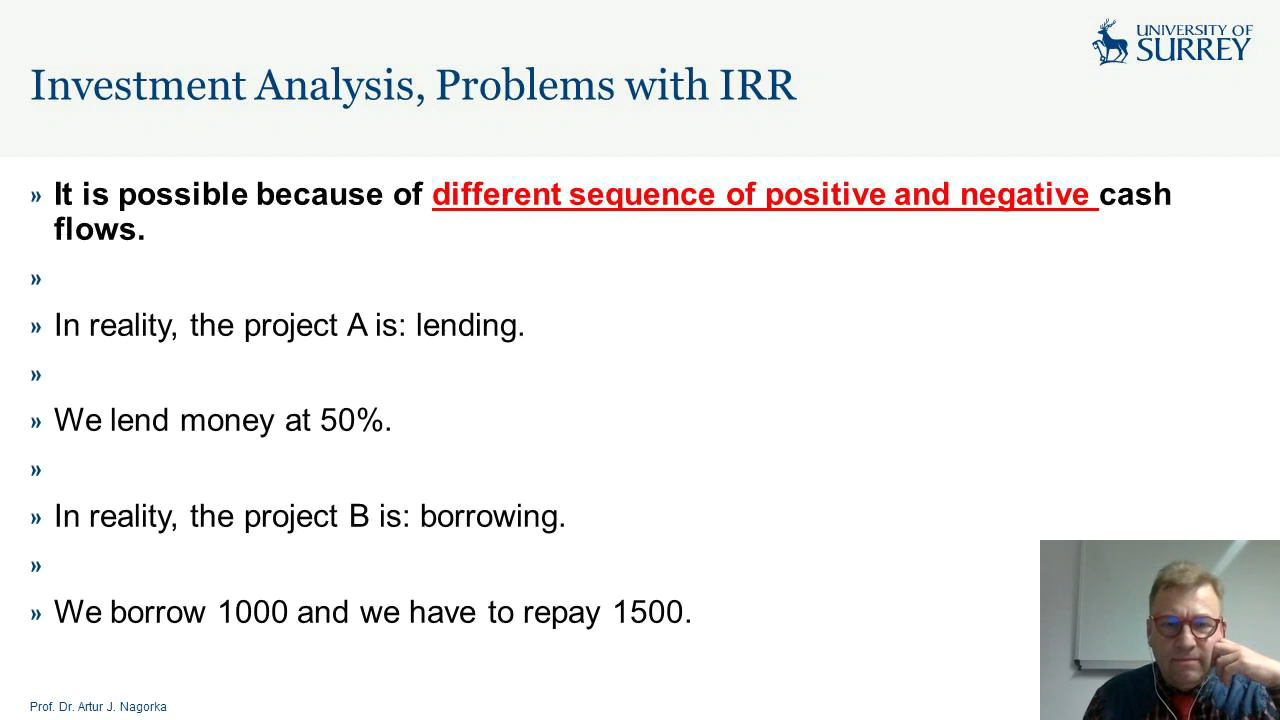 UNIVERSITY OF
SURREY
Investment Analysis, Problems with IRR
» It is possible because of different sequence of positive and negative cash
flows.
»
» In reality, the project A is: lending.
»
» We lend money at 50%.
»
» In reality, the project B is: borrowing.
»
» We borrow 1000 and we have to repay 1500.
Prof. Dr. Artur J. Nagorka